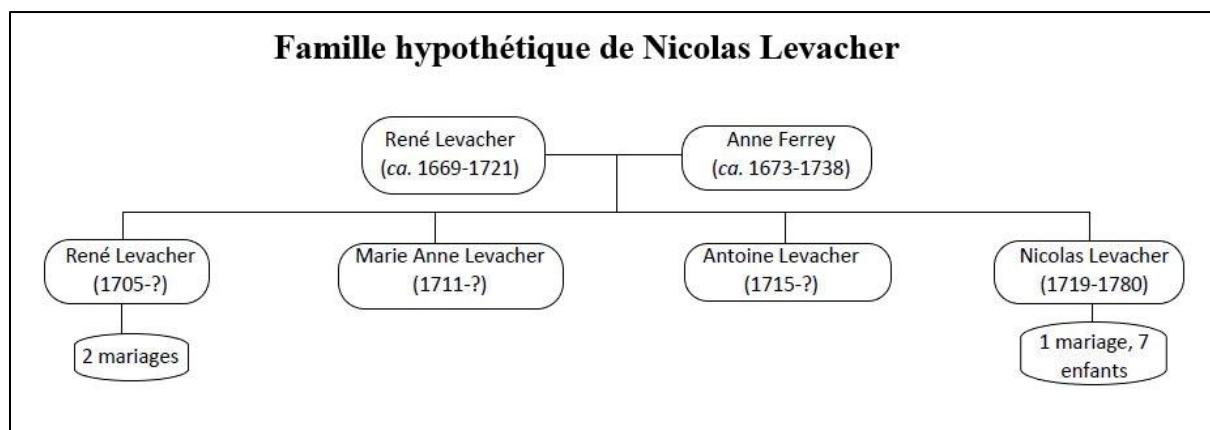 Famille hypothétique de Nicolas Levacher
René Levacher
(ca. 1669-1721)
Anne Ferrey
(ca. 1673-1738)
René Levacher
(1705-?)
Marie Anne Levacher
(1711-?)
Antoine Levacher
(1715-?)
Nicolas Levacher
(1719-1780)
2 mariages
1 mariage, 7
enfants